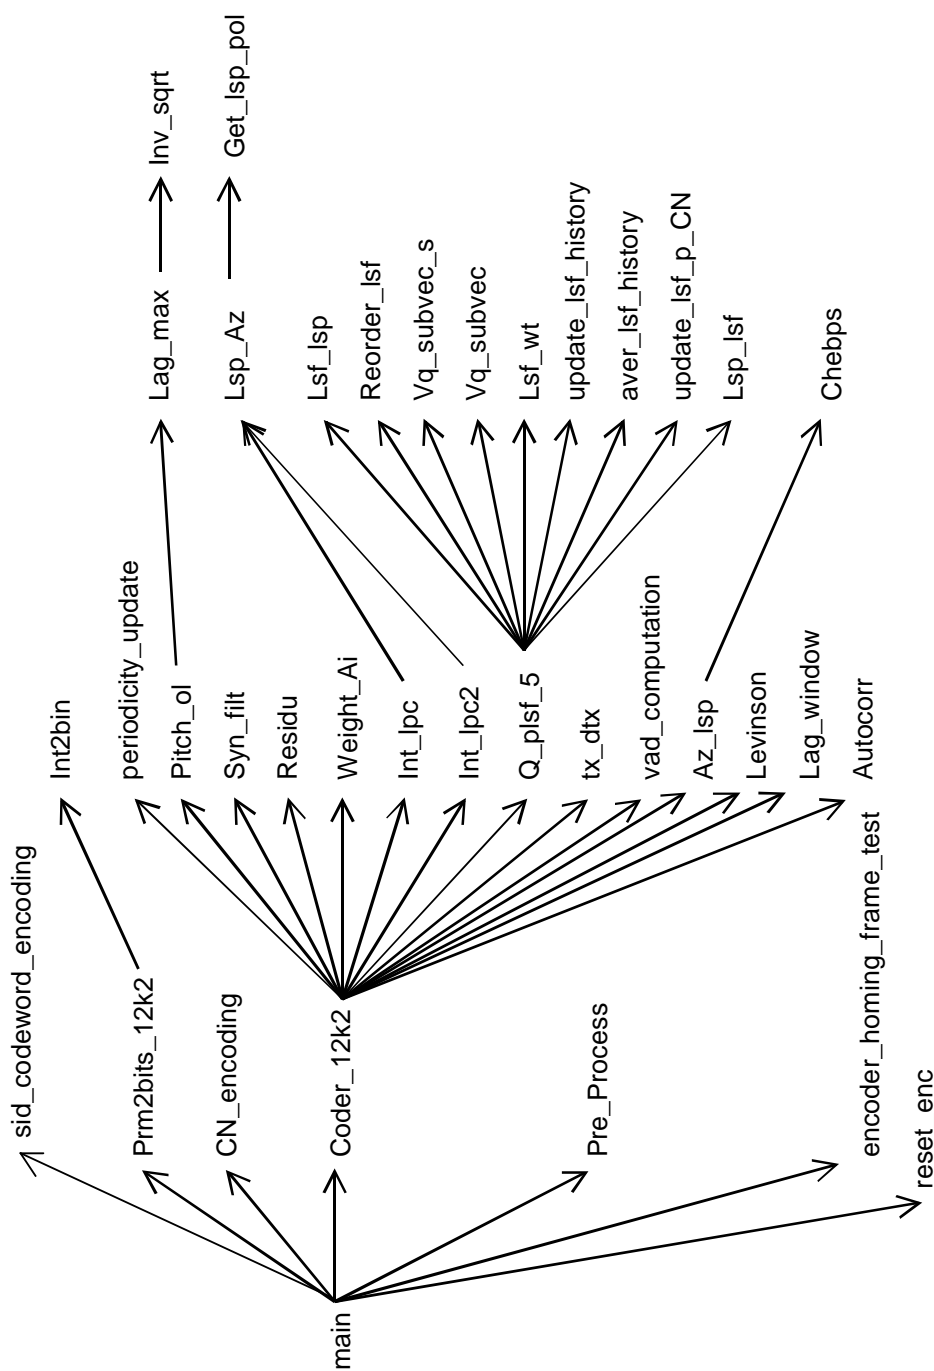 main
sid_codeword_encoding
Prm2bits_12k2
CN_encoding
Coder_12k2
Pre_Process
encoder_homing_frame_test
reset_enc
Int2bin
periodicity_update
Pitch_ol
Syn_filt
Residu
Weight_Ai
Int_lpc
Int_lpc2
Q_plsf_5
tx_dtx
vad_computation
Az_lsp
Levinson
Lag_window
Autocorr
Lag_max
Lsp_Az
Lsf_lsp
Reorder_lsf
Vq_subvec_s
Vq_subvec
Lsf_wt
update_lsf_history
aver_lsf_history
update_lsf_p_CN
Lsp_lsf
Chebps
Inv_sqrt
Get_lsp_pol